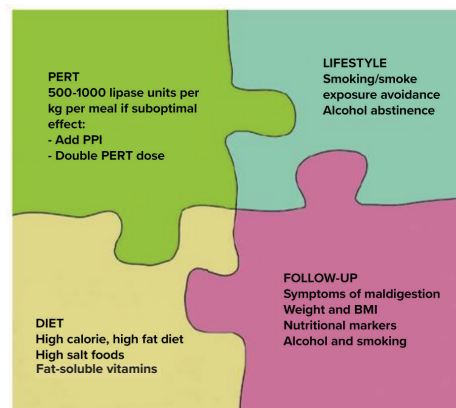 PERT
500-1000 lipase units per
kg per meal if suboptimal
effect:
- Add PPI
- Double PERT dose
LIFESTYLE
Smoking/smoke
exposure avoidance
Alcohol abstinence
DIET
High calorie, high fat diet
High salt foods
Fat-soluble vitamins
FOLLOW-UP
Symptoms of maldigestion
Weight and BMI
Nutritional markers
Alcohol and smoking